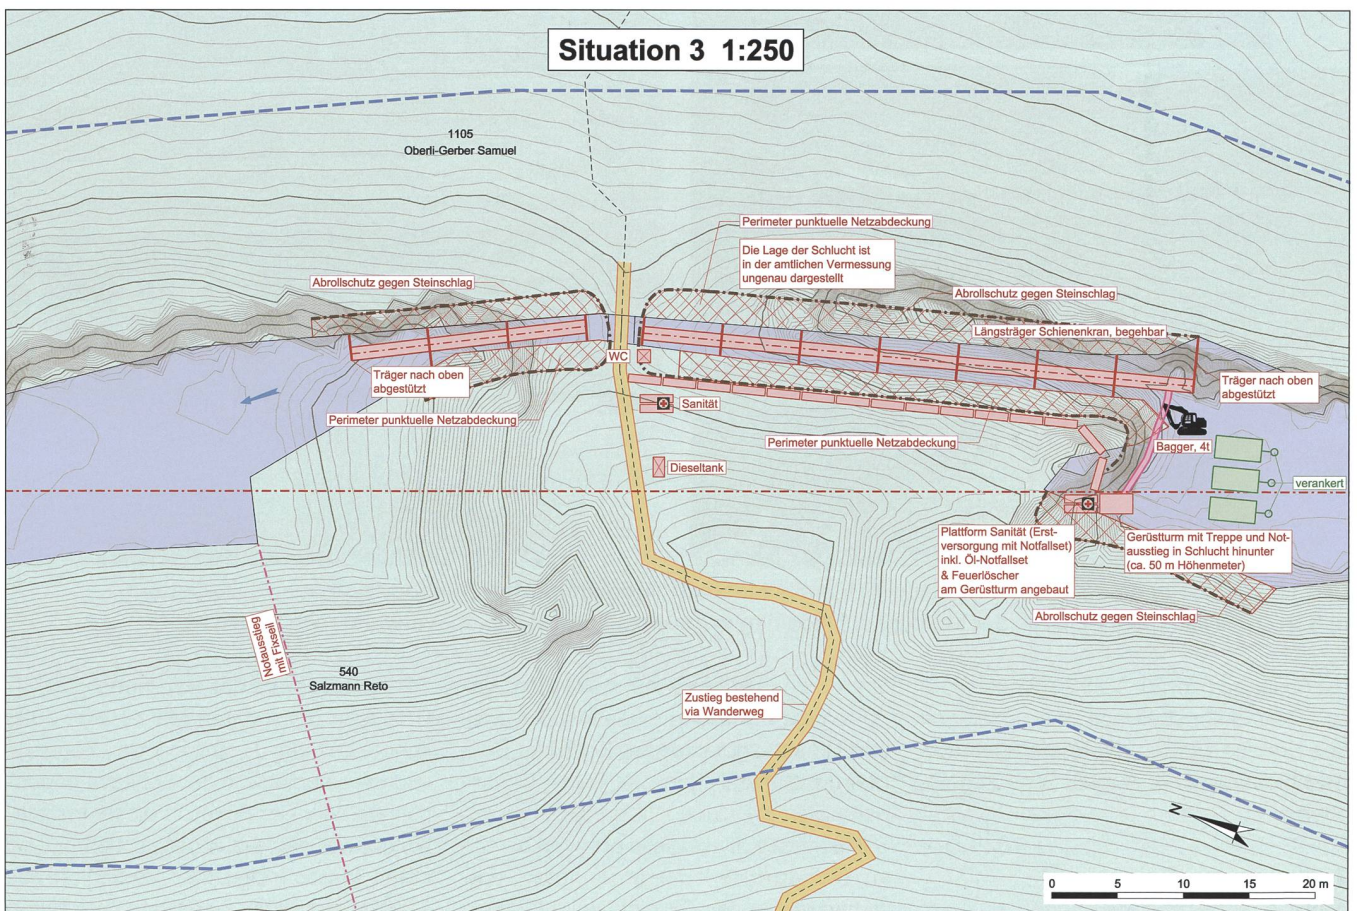 Situation 3 1:250
1105
Oberli-Gerber Samuel
Perimeter punktuelle Netzabdeckung
Die Lage der Schlucht ist
in der amtlichen Vermessung
ungenau dargestellt
Abrollschutz gegen Steinschlag
Abrollschutz gegen Steinschlag
Längsträger Schienenkran, begehbar
WC
Träger nach oben
abgestützt
Träger nach oben
abgestützt
Sanität
Perimeter punktuelle Netzabdeckung
Perimeter punktuelle Netzabdeckung
Bagger, 4t
Dieseltank
verankert
Plattform Sanität (Erst-
versorgung mit Notfallset)
inkl. Öl-Notfallset
& Feuerlöscher
am Gerüstturm angebaut
Gerüstturm mit Treppe und Not-
ausstieg in Schlucht hinunter
(ca. 50 m Höhenmeter)
Abrollschutz gegen Steinschlag
Notausstieg
mit Fixseil
540
Salzmann Reto
Zustieg bestehend
via Wanderweg
N
0 5 10 15 20 m